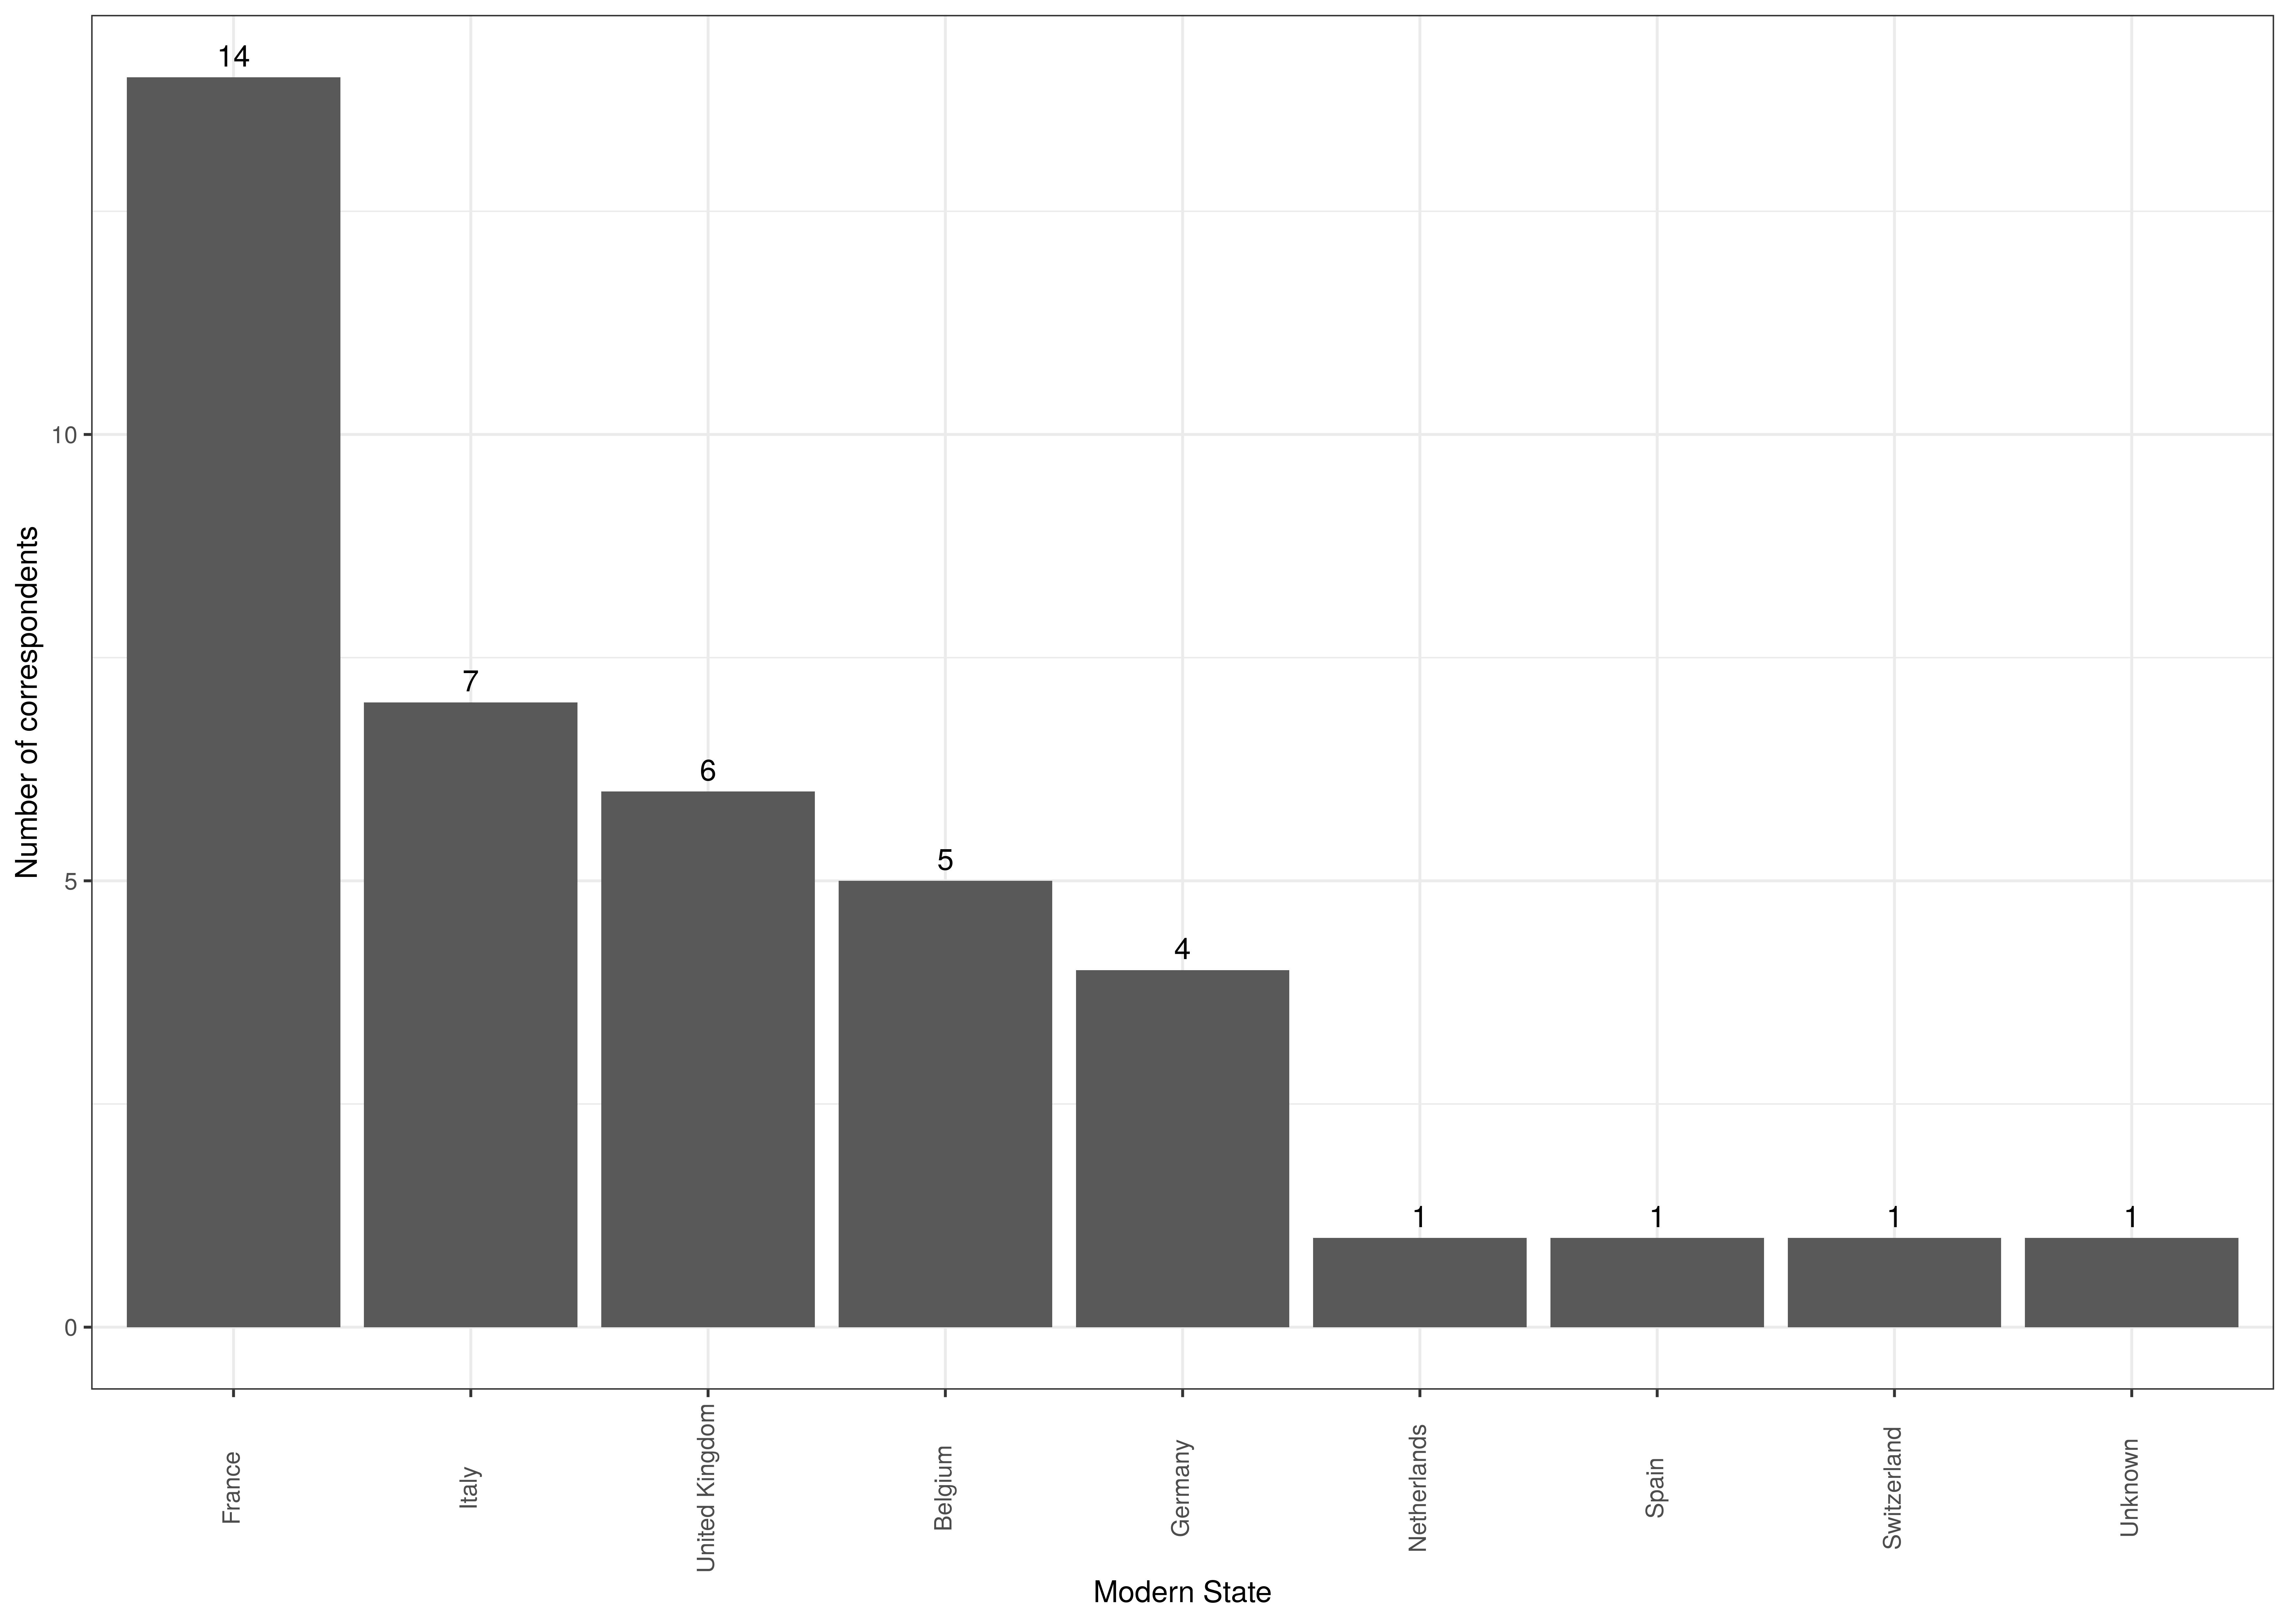 14
7
6
5
4
1
1
1
1
10
5
0
Number of correspondents
France
Italy
United Kingdom
Belgium
Germany
Netherlands
Spain
Switzerland
Unknown
Modern State